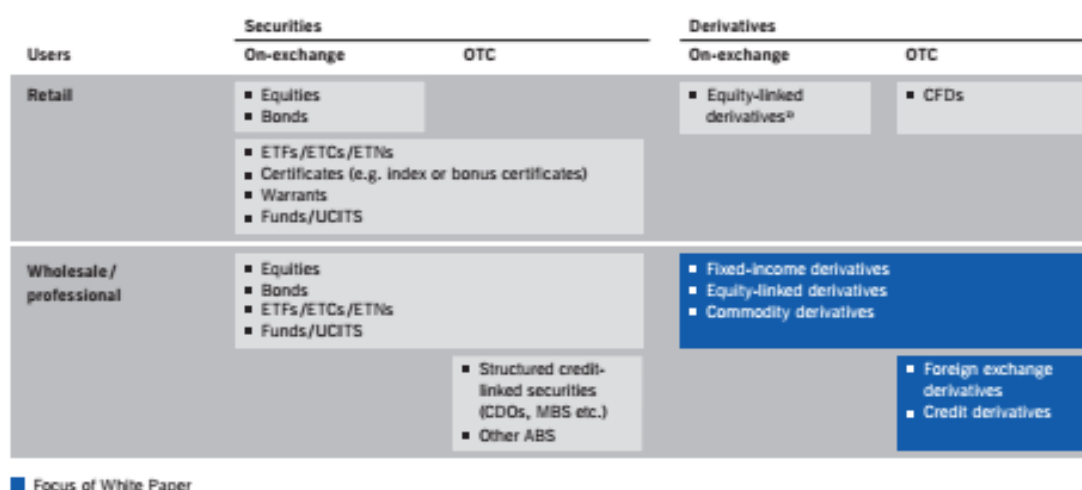 Securities
Derivatives
Users
On-exchange
OTC
On-exchange
OTC
Retail
▪ Equities
▪ Bonds
▪ Equity-linked
derivatives
▪ CFDs
▪ ETFs/ETCs/ETNs
▪ Certificates (e.g. index or bonus certificates)
▪ Warrants
▪ Funds/UCITS
Wholesale/
professional
▪ Equities
▪ Bonds
▪ ETFs/ETCs/ETNs
▪ Funds/UCITS
▪ Fixed-income derivatives
▪ Equity-linked derivatives
▪ Commodity derivatives
▪ Structured credit-
linked securities
(CDOs, MBS etc.)
▪ Other ABS
▪ Foreign exchange
derivatives
▪ Credit derivatives
Focus of White Paper